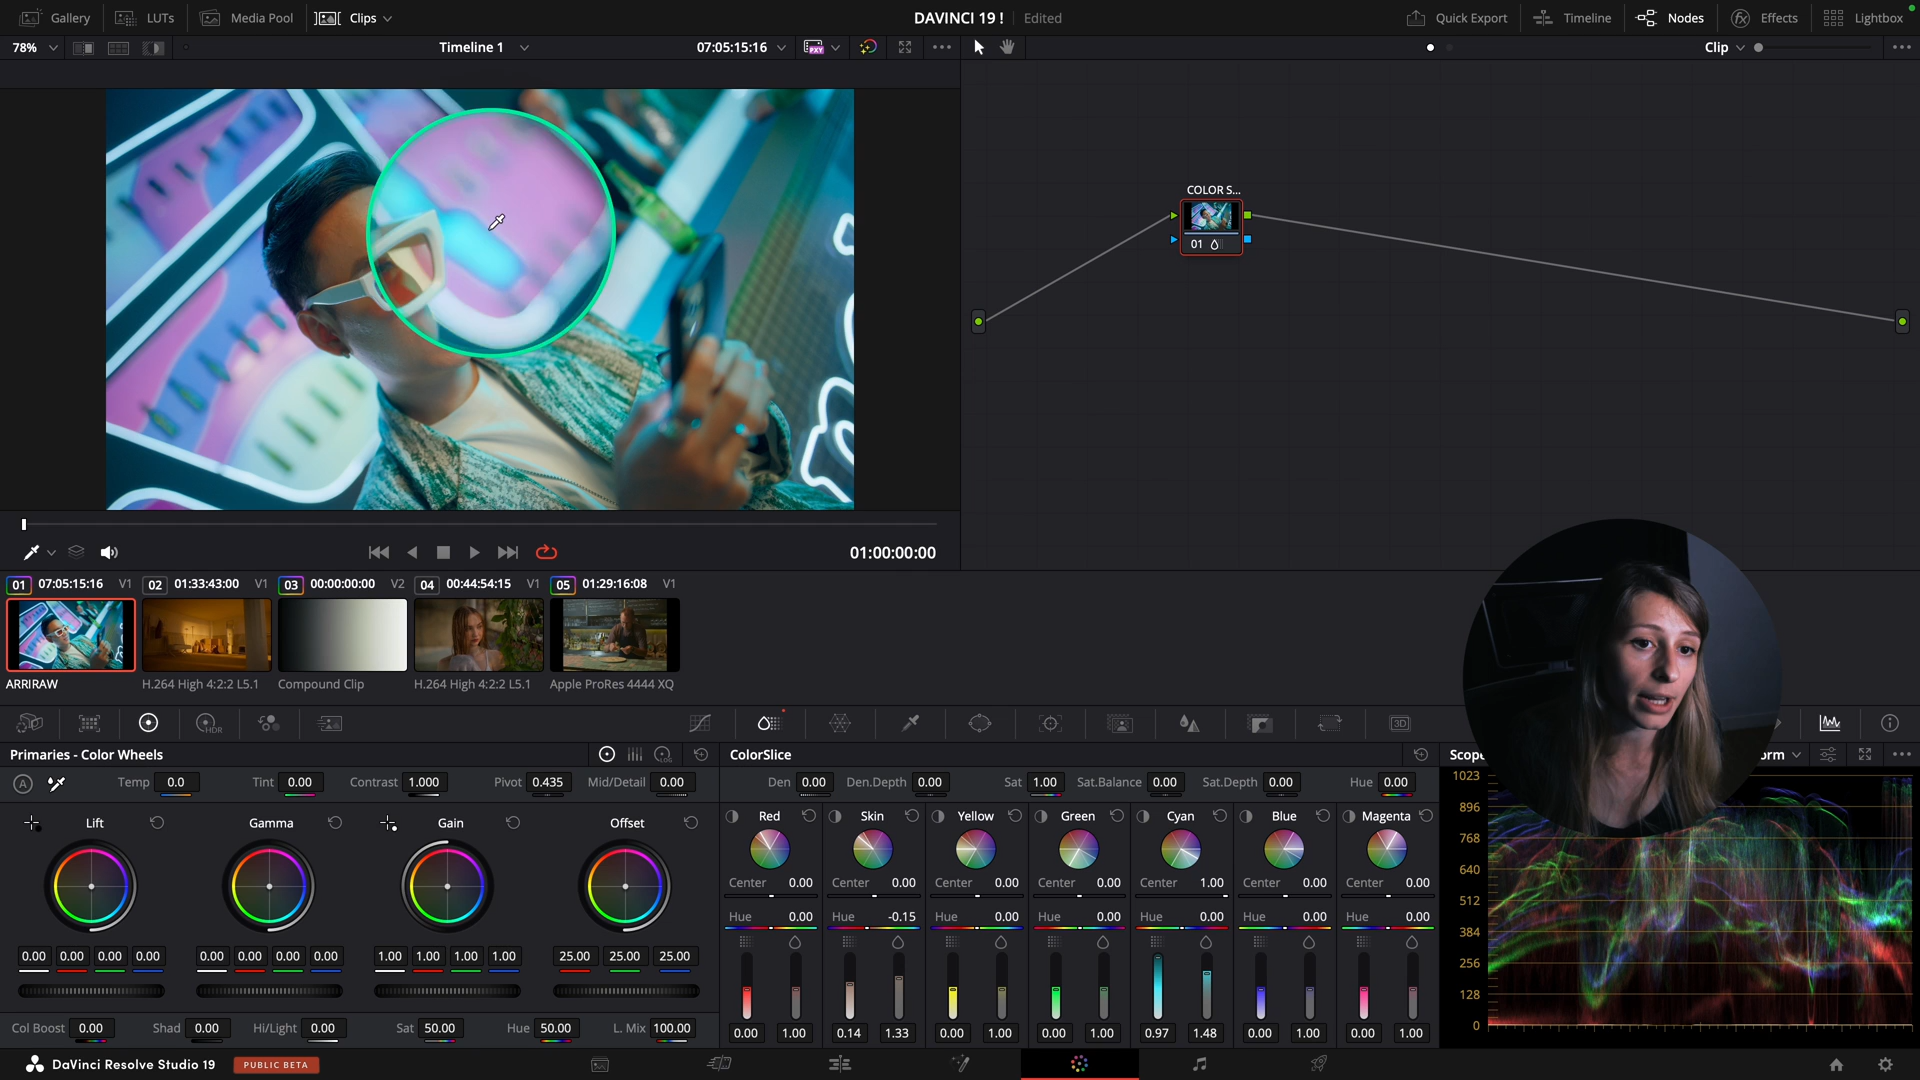 Gallery LUTs Media Pool Clips DAVINCI 19 ! Edited Quick Export Timeline Nodes Effects Lightbox
78% Timeline 1 07:05:15:16 PXY Clip
COLOR S...
01
01:00:00:00
01 07:05:15:16 V1 02 01:33:43:00 V1 03 00:00:00:00 V2 04 00:44:54:15 V1 05 01:29:16:08 V1
ARRIRAW H.264 High 4:2:2 L5.1 Compound Clip H.264 High 4:2:2 L5.1 Apple ProRes 4444 XQ
HDR 3D
Primaries - Color Wheels LOG ColorSlice Scope orm
A Temp 0.0 Tint 0.00 Contrast 1.000 Pivot 0.435 Mid/Detail 0.00 Den 0.00 Den.Depth 0.00 Sat 1.00 Sat.Balance 0.00 Sat.Depth 0.00 Hue 0.00
Lift Gamma Gain Offset
0.00 0.00 0.00 0.00 0.00 0.00 0.00 0.00 1.00 1.00 1.00 1.00 25.00 25.00 25.00
Col Boost 0.00 Shad 0.00 Hi/Light 0.00 Sat 50.00 Hue 50.00 L. Mix 100.00
Red Skin Yellow Green Cyan Blue Magenta
Center 0.00 Center 0.00 Center 0.00 Center 0.00 Center 1.00 Center 0.00 Center 0.00
Hue 0.00 Hue -0.15 Hue 0.00 Hue 0.00 Hue 0.00 Hue 0.00 Hue 0.00
0.00 1.00 0.14 1.33 0.00 1.00 0.00 1.00 0.97 1.48 0.00 1.00 0.00 1.00
1023
896
768
640
512
384
256
128
0
DaVinci Resolve Studio 19 PUBLIC BETA